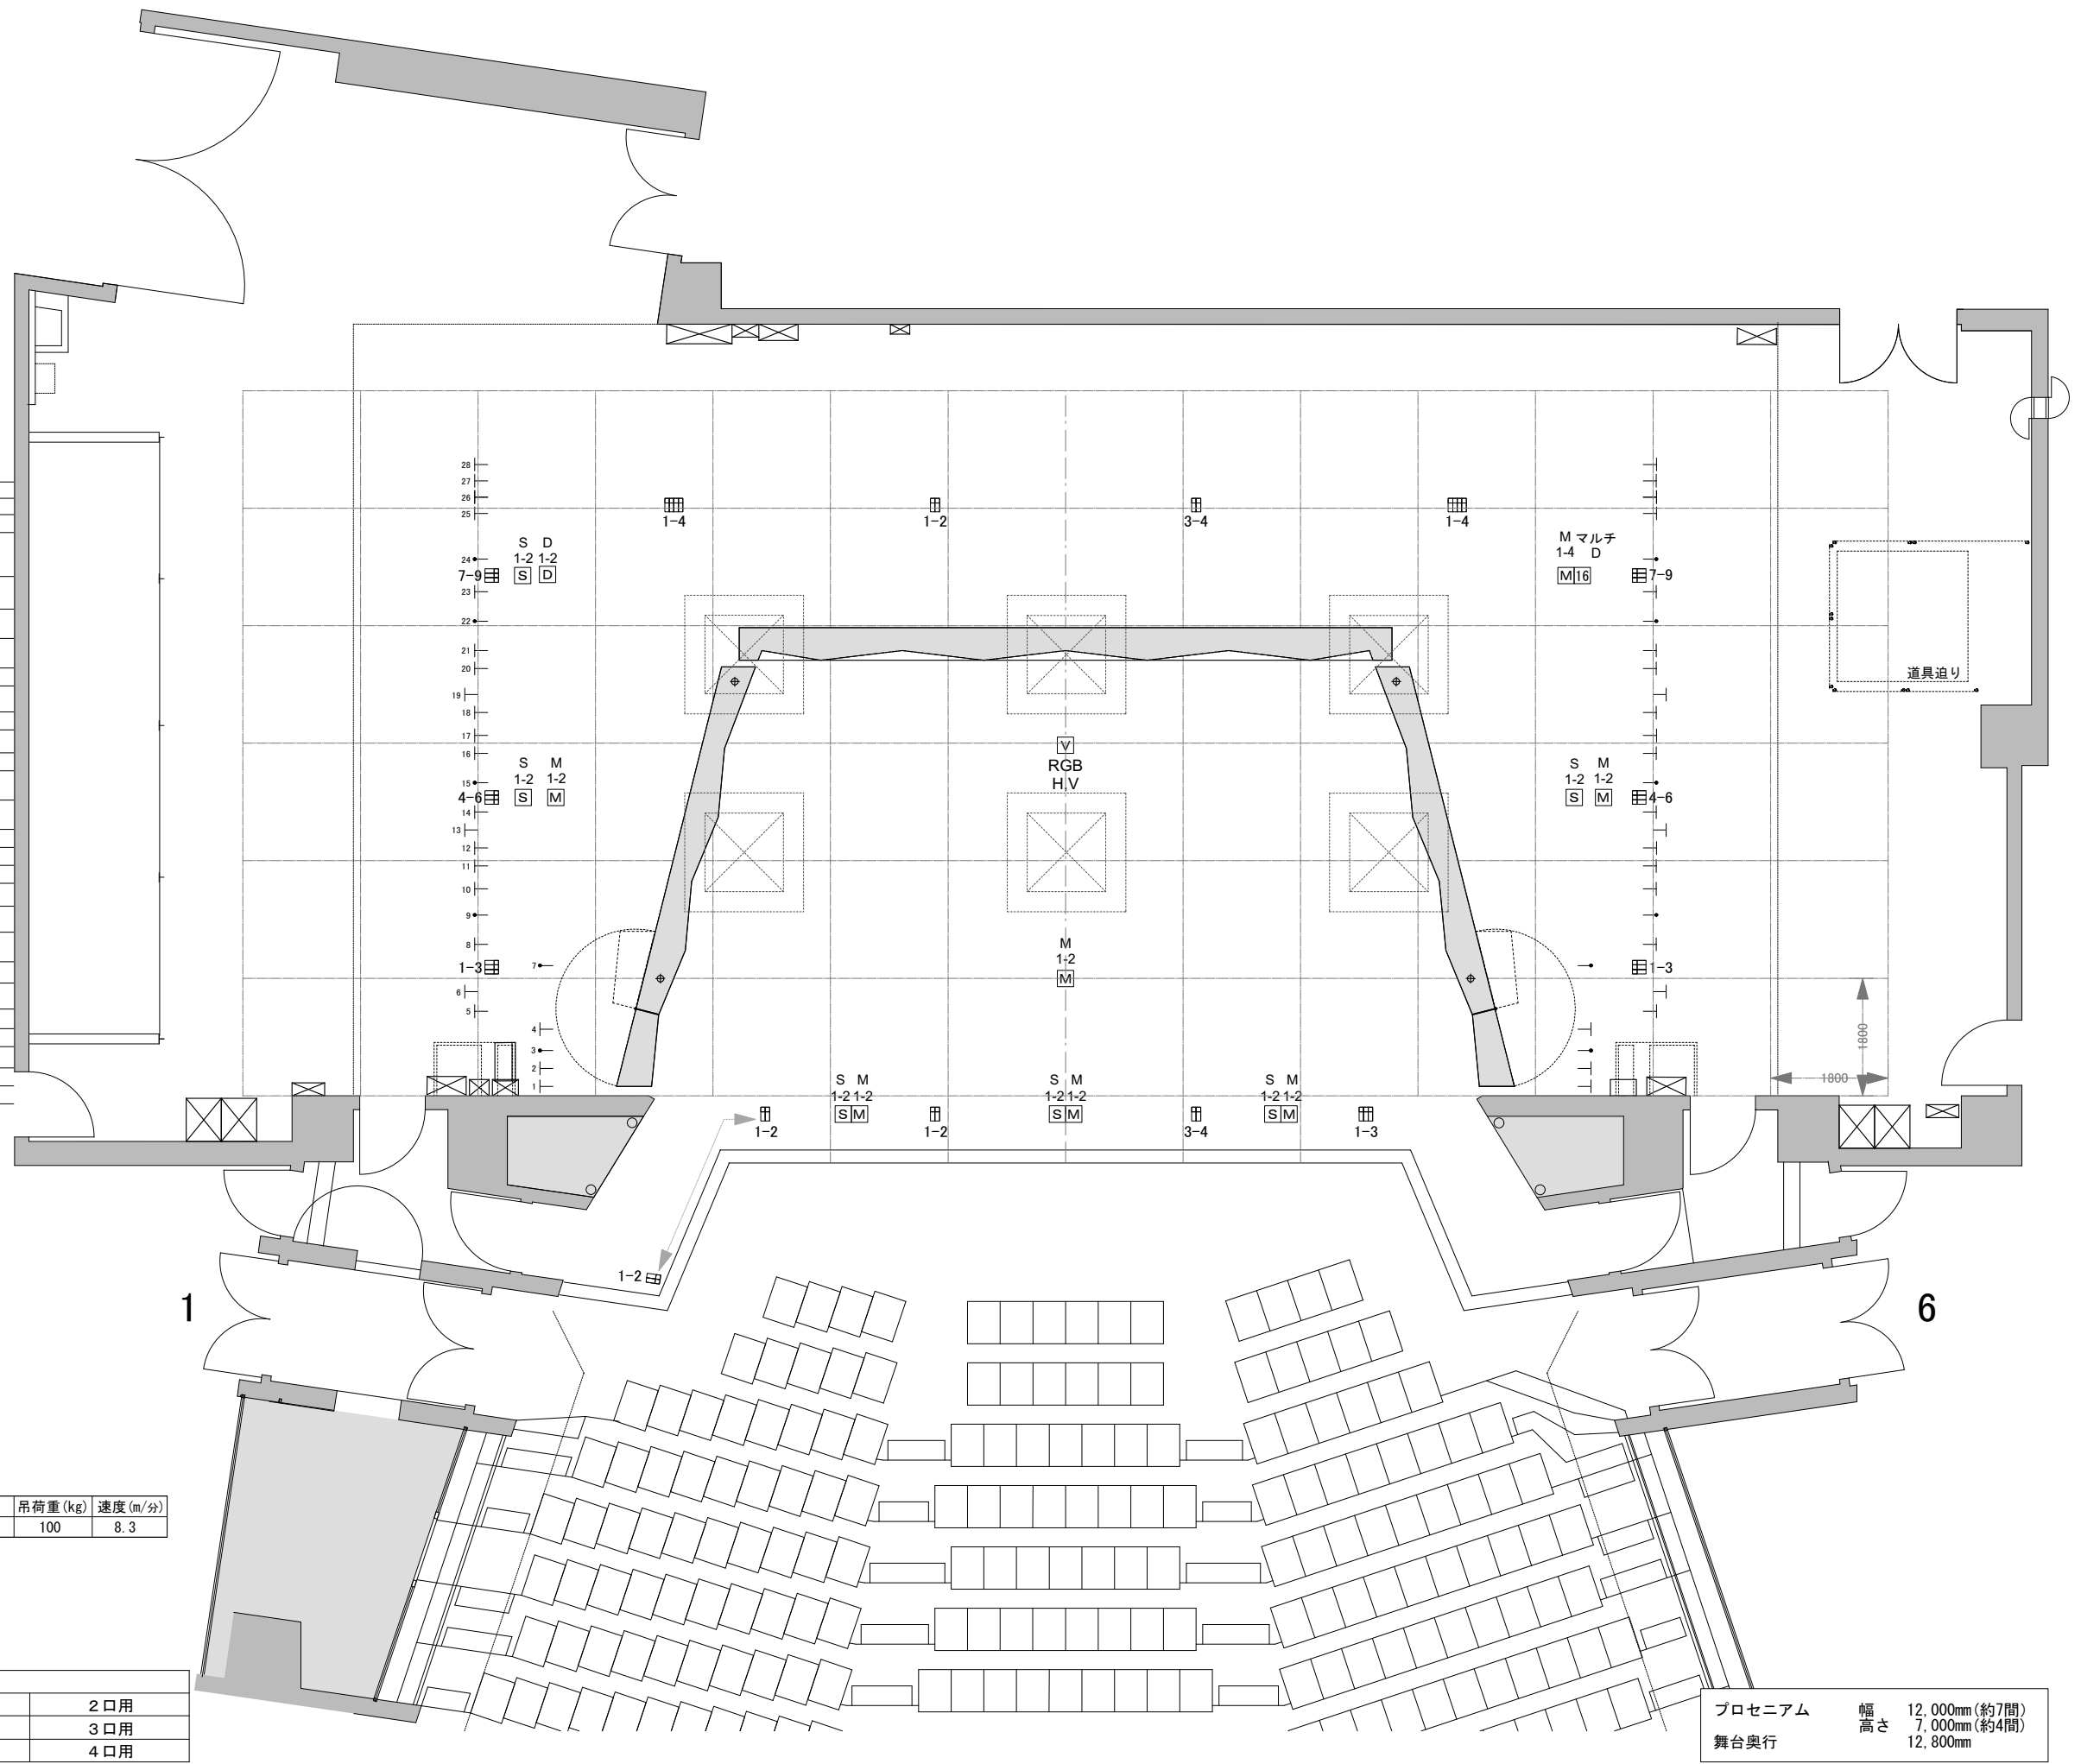 28
27
26
25
1-4
1-2
3-4
1-4
S D
1-2 1-2
S D
24
7-9
23
22
21
20
19
18
17
16
M マルチ
1-4 D
M 16
7-9
道具迫り
V
RGB
H,V
S M
1-2 1-2
S M
15
4-6
14
13
12
11
10
9
8
S M
1-2 1-2
S M
4-6
M
1-2
M
1-3
7
6
5
4
3
2
1
1-3
1800
1800
S M
1-2 1-2
S M
S M
1-2 1-2
S M
S M
1-2 1-2
S M
1-2
1-2
3-4
1-3
1-2
1
6
吊荷重(kg) 速度(m/分)
100 8.3
2口用
3口用
4口用
プロセニアム 幅 12,000mm(約7間)
高さ 7,000mm(約4間)
舞台奥行 12,800mm